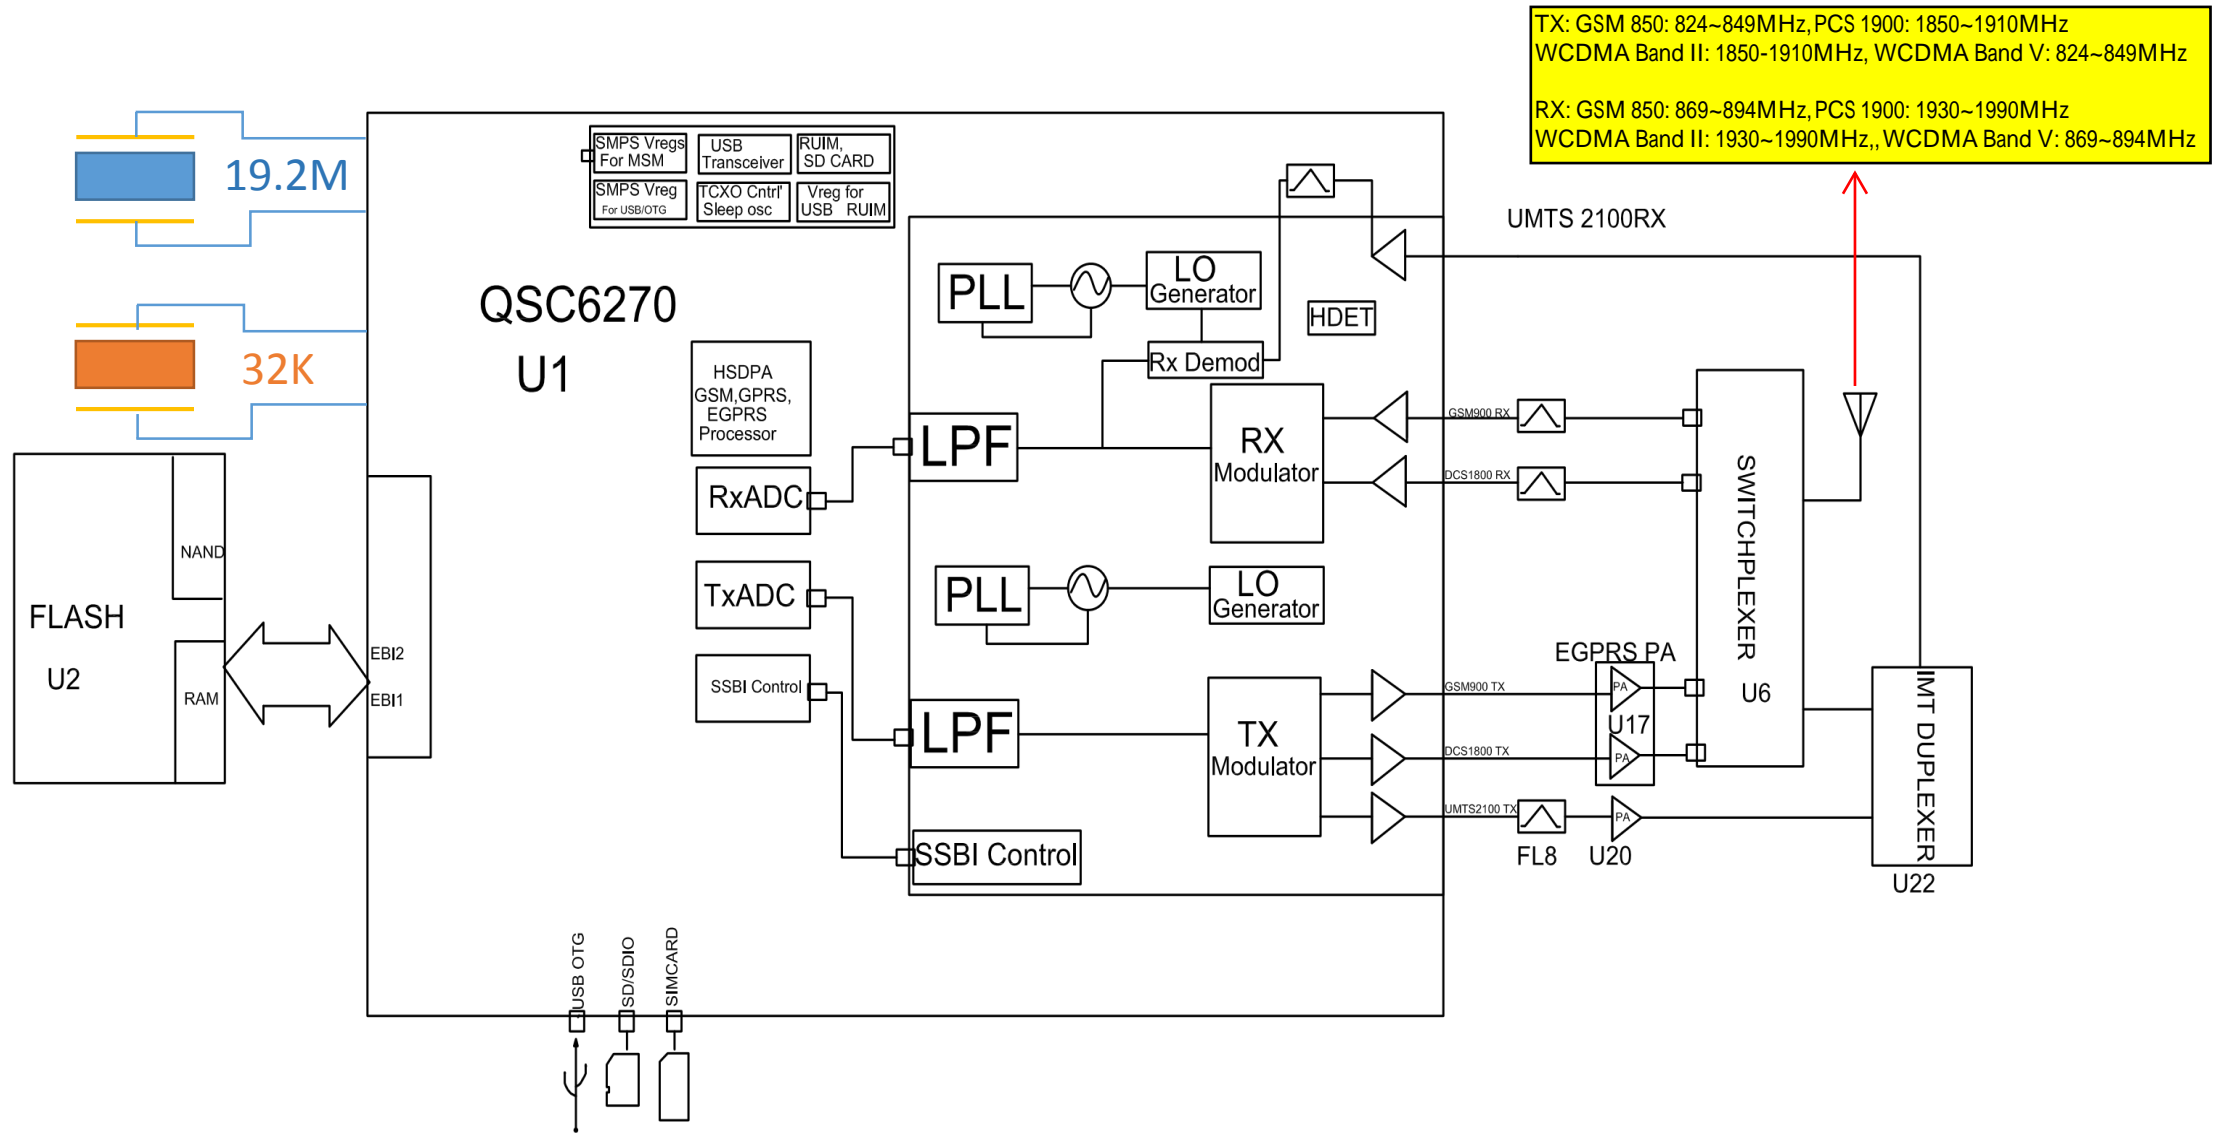 TX: GSM 850: 824~849MHz, PCS 1900: 1850~1910MHz
WCDMA Band II: 1850-1910MHz, WCDMA Band V: 824~849MHz
RX: GSM 850: 869~894MHz, PCS 1900: 1930~1990MHz
WCDMA Band II: 1930~1990MHz,, WCDMA Band V: 869~894MHz
19.2M
32K
SMPS Vregs
For MSM
USB
Transceiver
RUIM,
SD CARD
SMPS Vreg
For USB/OTG
TCXO Cntrl'
Sleep osc
Vreg for
USB RUIM
QSC6270
U1
UMTS 2100RX
PLL
LO
Generator
HDET
Rx Demod
HSDPA
GSM,GPRS,
EGPRS
Processor
LPF
RX
Modulator
GSM900 RX
DCS1800 RX
RxADC
TxADC
SSBI Control
PLL
LO
Generator
SWITCHPLEXER
U6
FLASH
U2
NAND
RAM
EBI2
EBI1
LPF
TX
Modulator
GSM900 TX
DCS1800 TX
UMTS2100 TX
EGPRS PA
PA
U17
PA
PA
FL8
U20
IMT DUPLEXER
U22
SSBI Control
USB OTG
SD/SDIO
SIMCARD